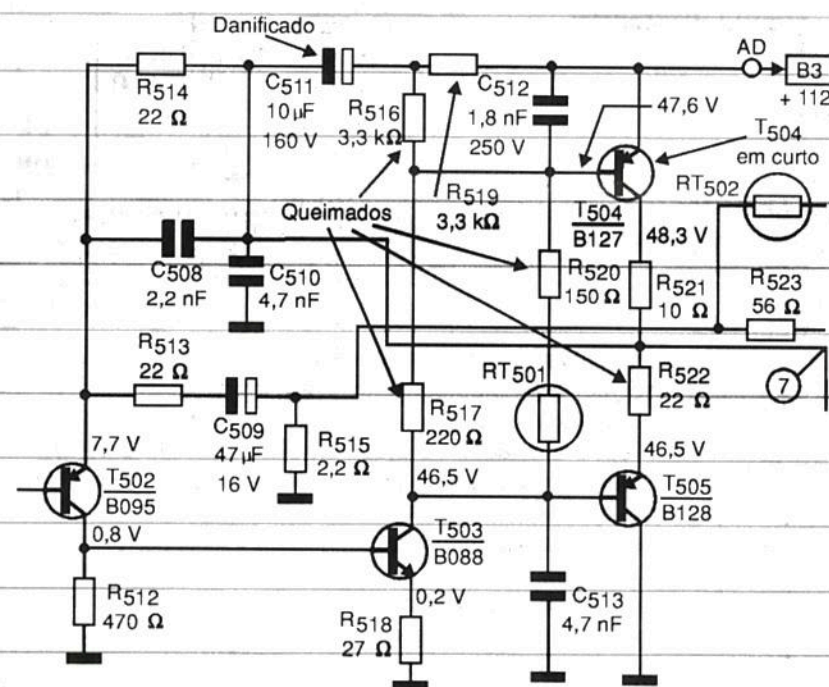 Danificado
AD
B3
+ 112
R514
22 Ω
C511
10 µF
160 V
R516
3,3 kΩ
C512
1,8 nF
250 V
47,6 V
T504
em curto
RT502
Queimados
R519
3,3 kΩ
T504
B127
48,3 V
C508
2,2 nF
C510
4,7 nF
R520
150 Ω
R521
10 Ω
R523
56 Ω
R513
22 Ω
RT501
R522
22 Ω
7
C509
47 µF
16 V
R515
2,2 Ω
R517
220 Ω
7,7 V
46,5 V
46,5 V
T502
B095
T505
B128
0,8 V
T503
B088
0,2 V
R512
470 Ω
R518
27 Ω
C513
4,7 nF